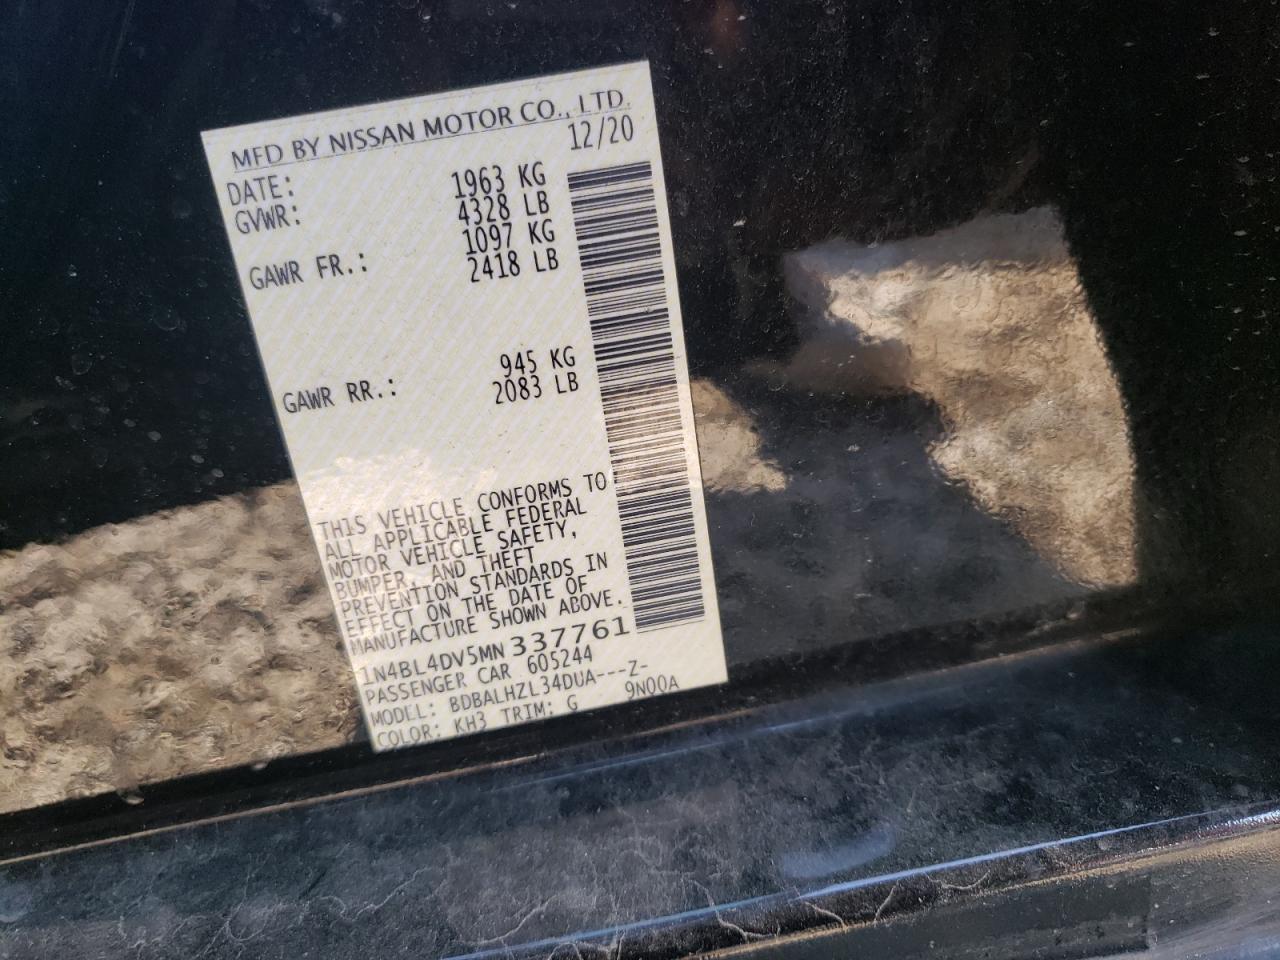 MFD BY NISSAN MOTOR CO., LTD.
DATE: 12/20
GVWR: 1963 KG
4328 LB
GAWR FR.: 1097 KG
2418 LB
GAWR RR.: 945 KG
2083 LB
THIS VEHICLE CONFORMS TO
ALL APPLICABLE FEDERAL
MOTOR VEHICLE SAFETY,
BUMPER, AND THEFT
PREVENTION STANDARDS IN
EFFECT ON THE DATE OF
MANUFACTURE SHOWN ABOVE.
1N4BL4DV5MN337761
PASSENGER CAR 605244
MODEL: BDBALHZL34DUA---Z-
COLOR: KH3 TRIM: G 9N00A